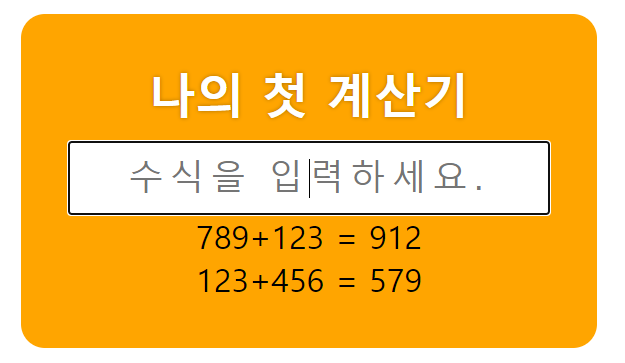 나의 첫 계산기
수식을 입력하세요.
789+123 = 912
123+456 = 579